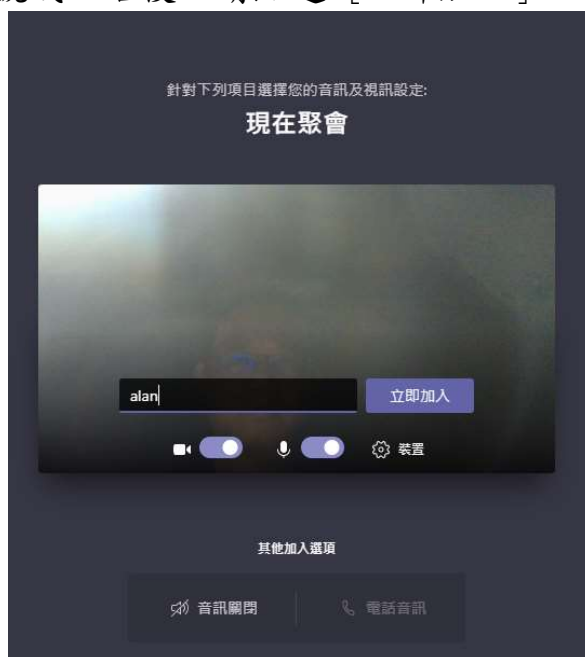 針對下列項目選擇您的音訊及視訊設定:
現在聚會
alan
立即加入
裝置
其他加入選項
音訊關閉
電話音訊